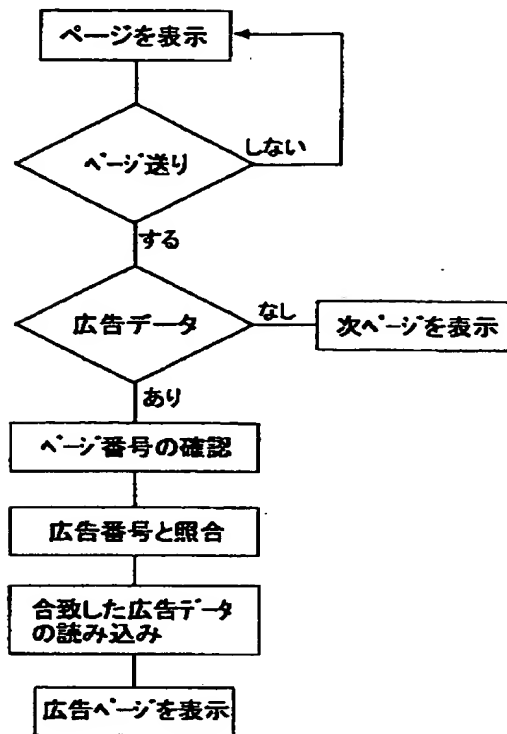 ページを表示
ページ送り
しない
する
広告データ
なし
次ページを表示
あり
ページ番号の確認
広告番号と照合
合致した広告データ
の読み込み
広告ページを表示